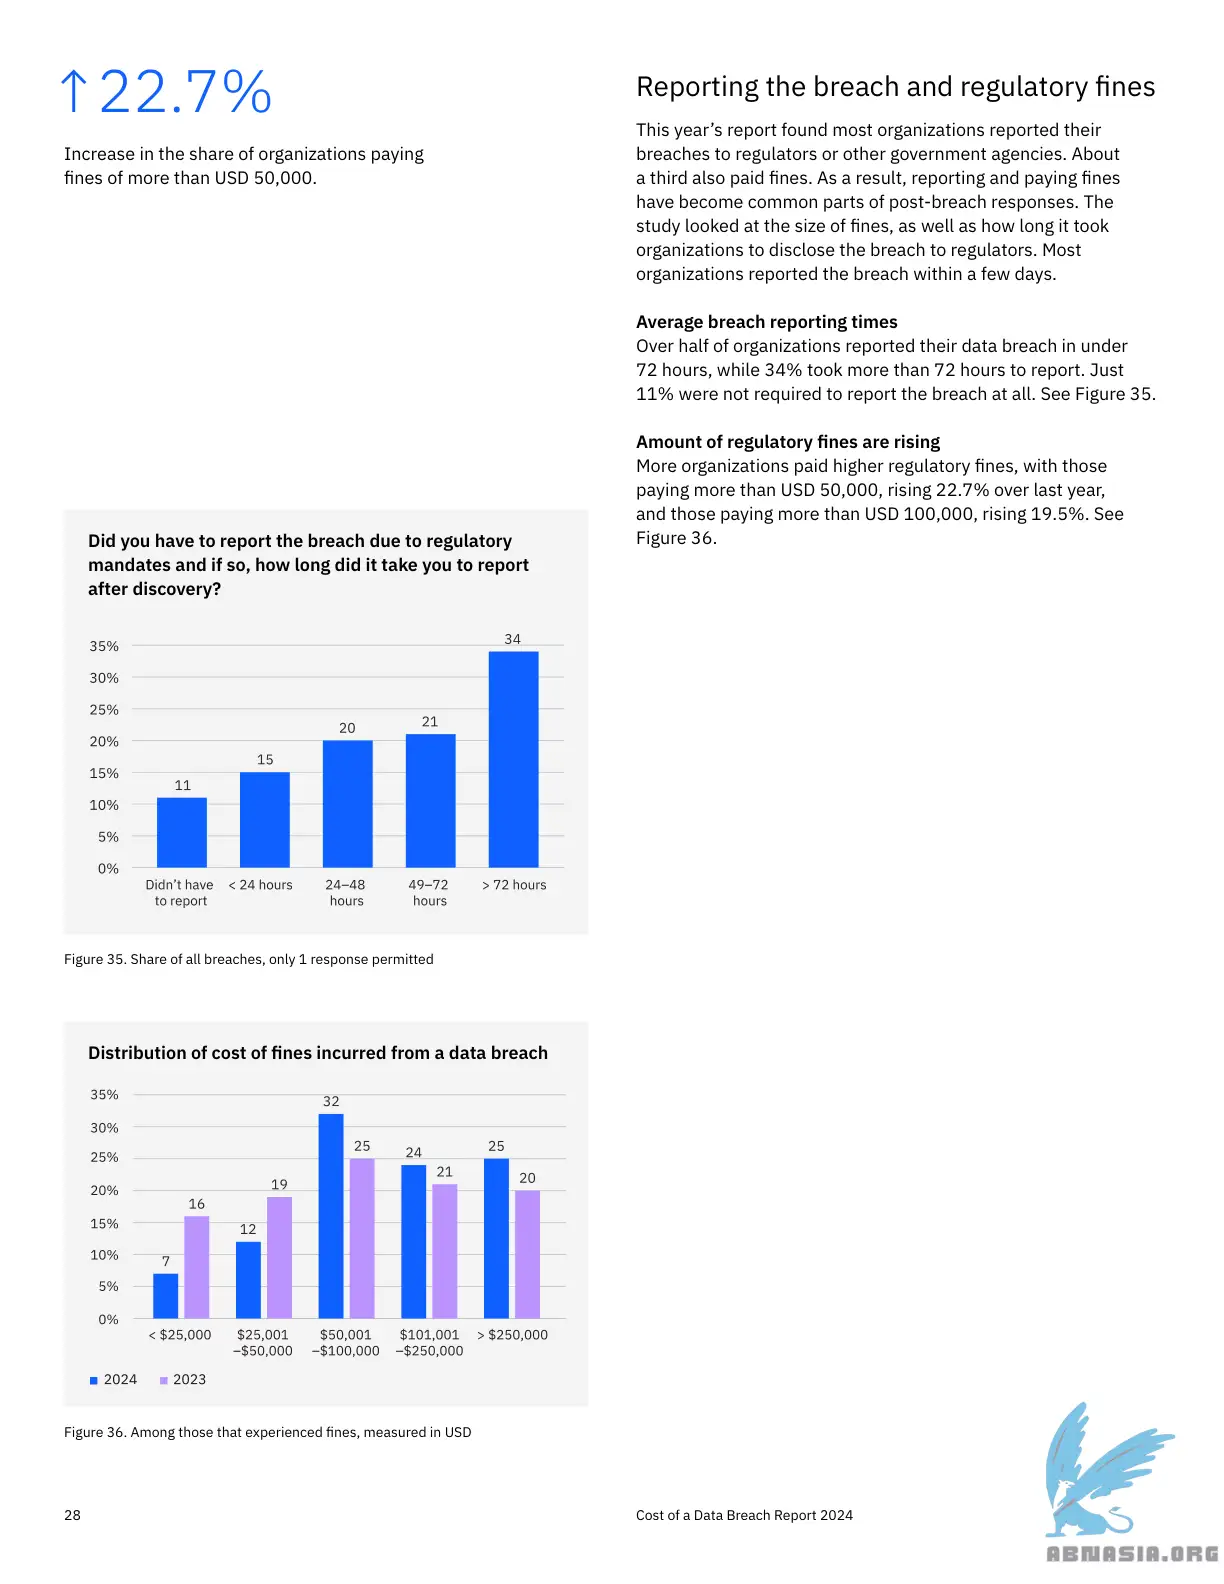 ↑22.7%
Increase in the share of organizations paying
fines of more than USD 50,000.
Reporting the breach and regulatory fines
This year’s report found most organizations reported their
breaches to regulators or other government agencies. About
a third also paid fines. As a result, reporting and paying fines
have become common parts of post-breach responses. The
study looked at the size of fines, as well as how long it took
organizations to disclose the breach to regulators. Most
organizations reported the breach within a few days.
Average breach reporting times
Over half of organizations reported their data breach in under
72 hours, while 34% took more than 72 hours to report. Just
11% were not required to report the breach at all. See Figure 35.
Amount of regulatory fines are rising
More organizations paid higher regulatory fines, with those
paying more than USD 50,000, rising 22.7% over last year,
and those paying more than USD 100,000, rising 19.5%. See
Figure 36.
Did you have to report the breach due to regulatory
mandates and if so, how long did it take you to report
after discovery?
35%
30%
25%
20%
15%
10%
5%
0%
11
15
20
21
34
Didn’t have
to report
< 24 hours
24–48
hours
49–72
hours
> 72 hours
Figure 35. Share of all breaches, only 1 response permitted
Distribution of cost of fines incurred from a data breach
35%
30%
25%
20%
15%
10%
5%
0%
7
16
12
19
32
25
24
21
25
20
< $25,000
$25,001
–$50,000
$50,001
–$100,000
$101,001
–$250,000
> $250,000
2024
2023
Figure 36. Among those that experienced fines, measured in USD
28
Cost of a Data Breach Report 2024
ABNASIA.ORG